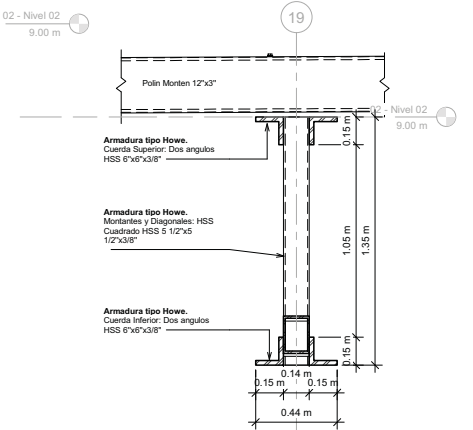 02 - Nivel 02
9.00 m
19
Polin Monten 12"x3"
02 - Nivel 02
9.00 m
Armadura tipo Howe.
Cuerda Superior: Dos angulos
HSS 6"x6"x3/8"
0.15 m
Armadura tipo Howe.
Montantes y Diagonales: HSS
Cuadrado HSS 5 1/2"x5
1/2"x3/8"
1.05 m
1.35 m
Armadura tipo Howe.
Cuerda Inferior: Dos angulos
HSS 6"x6"x3/8"
0.15 m
0.14 m
0.15 m
0.15 m
0.44 m